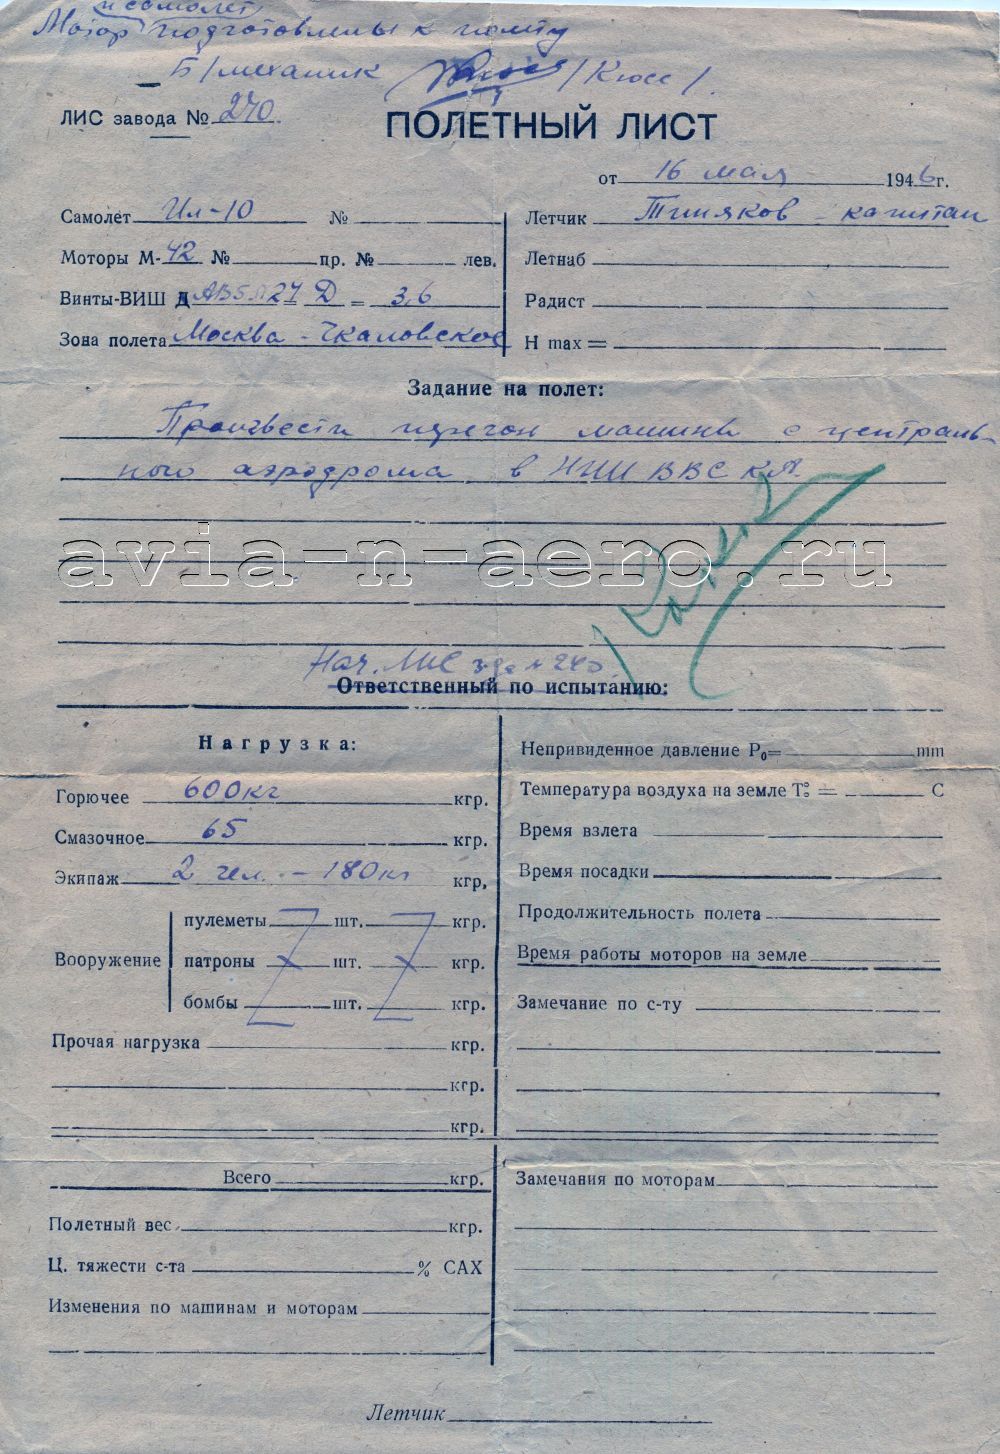 и самолет
Мотор подготовлены к полету
Б/механик /Кюсс/.
ЛИС завода № 240.
ПОЛЕТНЫЙ ЛИСТ
от 16 мая 1946 г.
Самолет Ил-10 №
Летчик капитан
Моторы М-42 № пр. № лев.
Летнаб
Винты-ВИШ АВ5Л24 Д = 3,6
Радист
Зона полета Москва - Чкаловское
H max =
Задание на полет:
Произвести перегон машины с централь-
ного аэродрома в НИИ ВВС КА
avia-n-aero.ru
Нач. ЛИС з-да № 240.
Ответственный по испытанию:
Нагрузка:
Непривиденное давление P₀= mm
Горючее 600кг кгр.
Температура воздуха на земле T₀° = C
Смазочное 65 кгр.
Время взлета
Экипаж 2 чел. - 180кг кгр.
Время посадки
Вооружение
пулеметы шт. кгр.
Продолжительность полета
патроны шт. кгр.
Время работы моторов на земле
бомбы шт. кгр.
Замечание по с-ту
Прочая нагрузка кгр.
кгр.
кгр.
Всего кгр.
Замечания по моторам
Полетный вес кгр.
Ц. тяжести с-та % САХ
Изменения по машинам и моторам
Летчик